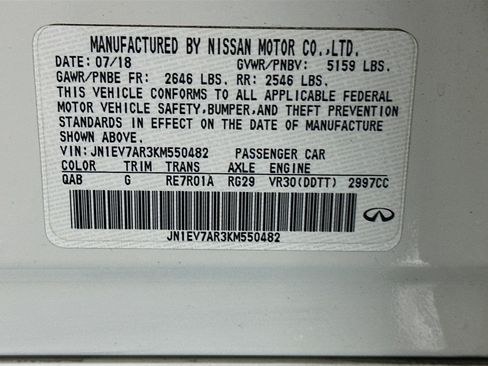 MANUFACTURED BY NISSAN MOTOR CO.,LTD.
DATE: 07/18 GVWR/PNBV: 5159 LBS.
GAWR/PNBE FR: 2646 LBS. RR: 2546 LBS.
THIS VEHICLE CONFORMS TO ALL APPLICABLE FEDERAL
MOTOR VEHICLE SAFETY,BUMPER,AND THEFT PREVENTION
STANDARDS IN EFFECT ON THE DATE OF MANUFACTURE
SHOWN ABOVE.
VIN: JN1EV7AR3KM550482 PASSENGER CAR
COLOR TRIM TRANS AXLE ENGINE
QAB G RE7R01A RG29 VR30(DDTT) 2997CC
JN1EV7AR3KM550482